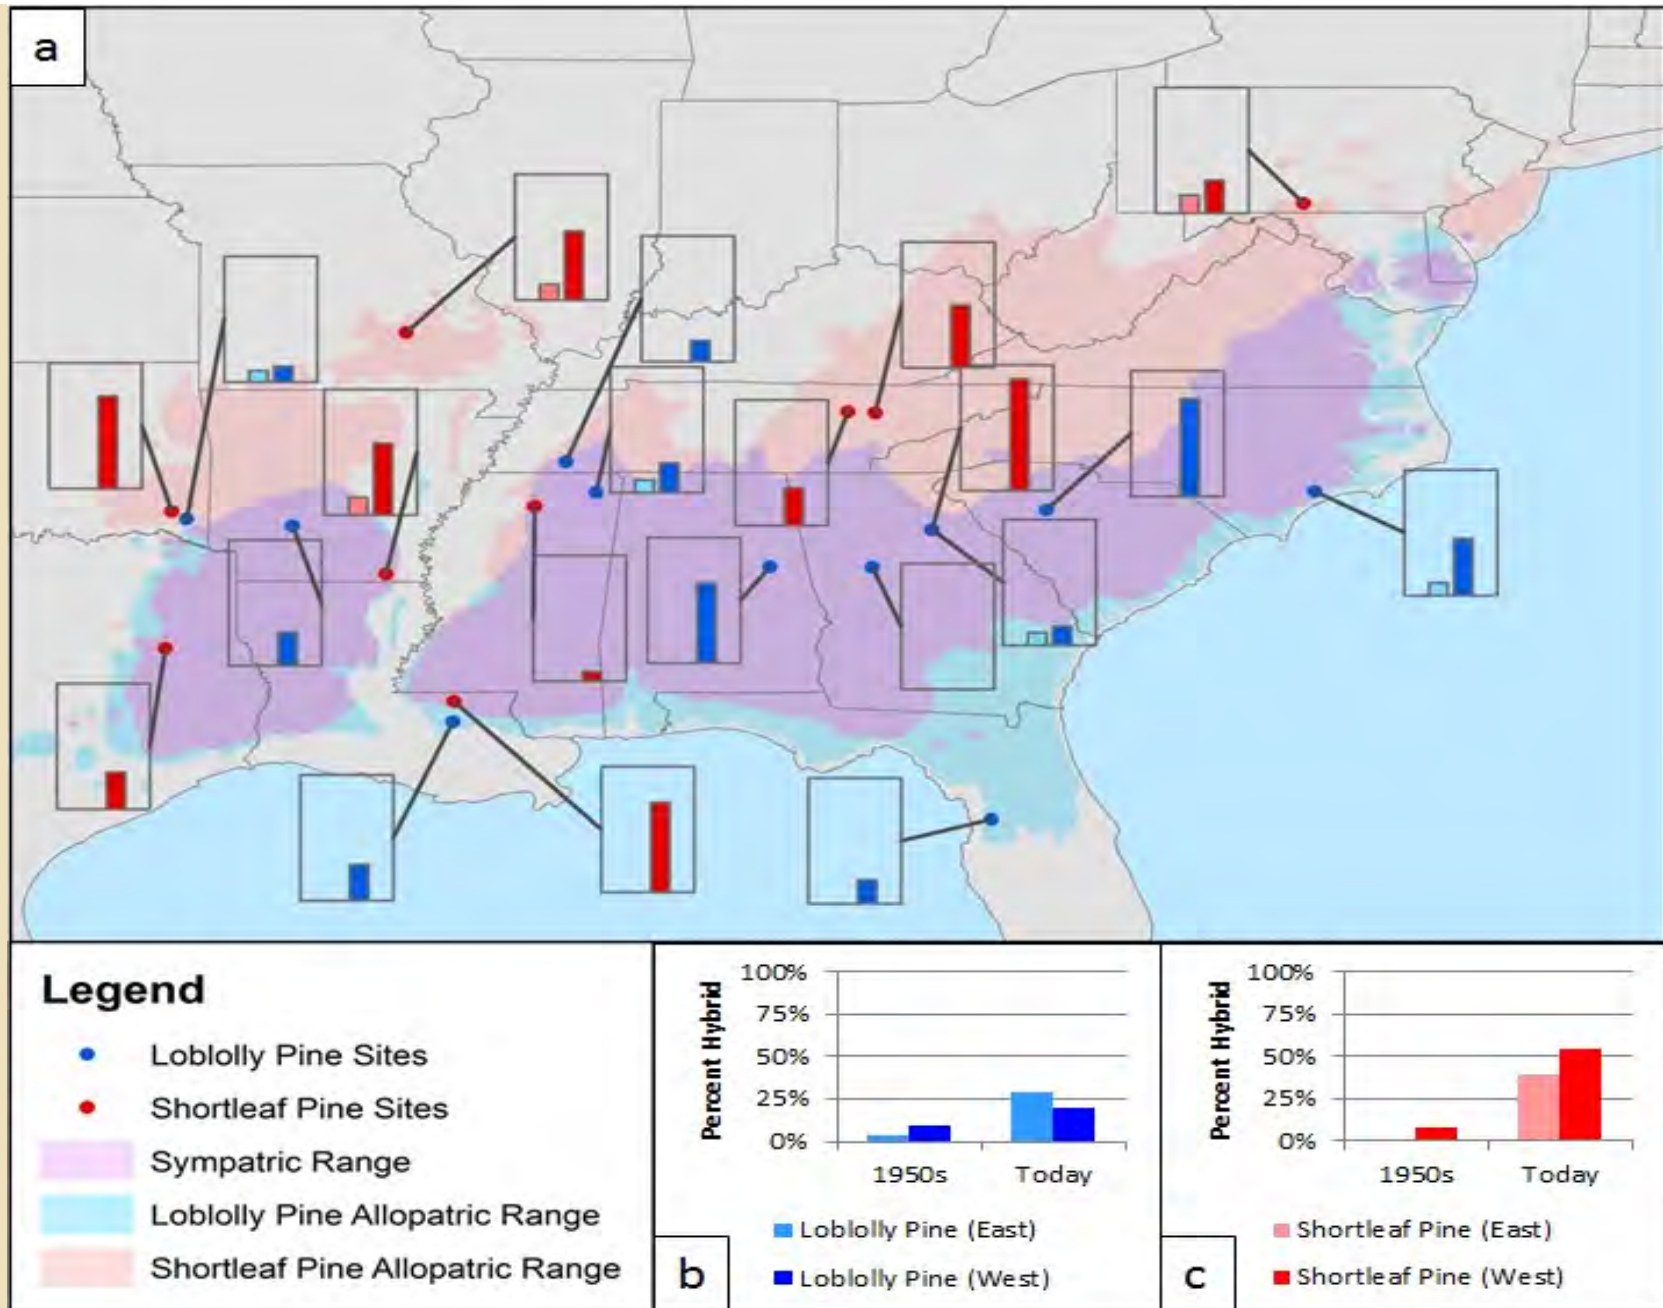 a
Legend
Loblolly Pine Sites
Shortleaf Pine Sites
Sympatric Range
Loblolly Pine Allopatric Range
Shortleaf Pine Allopatric Range
Percent Hybrid
100%
75%
50%
25%
0%
1950s Today
Loblolly Pine (East)
Loblolly Pine (West)
b
Percent Hybrid
100%
75%
50%
25%
0%
1950s Today
Shortleaf Pine (East)
Shortleaf Pine (West)
c